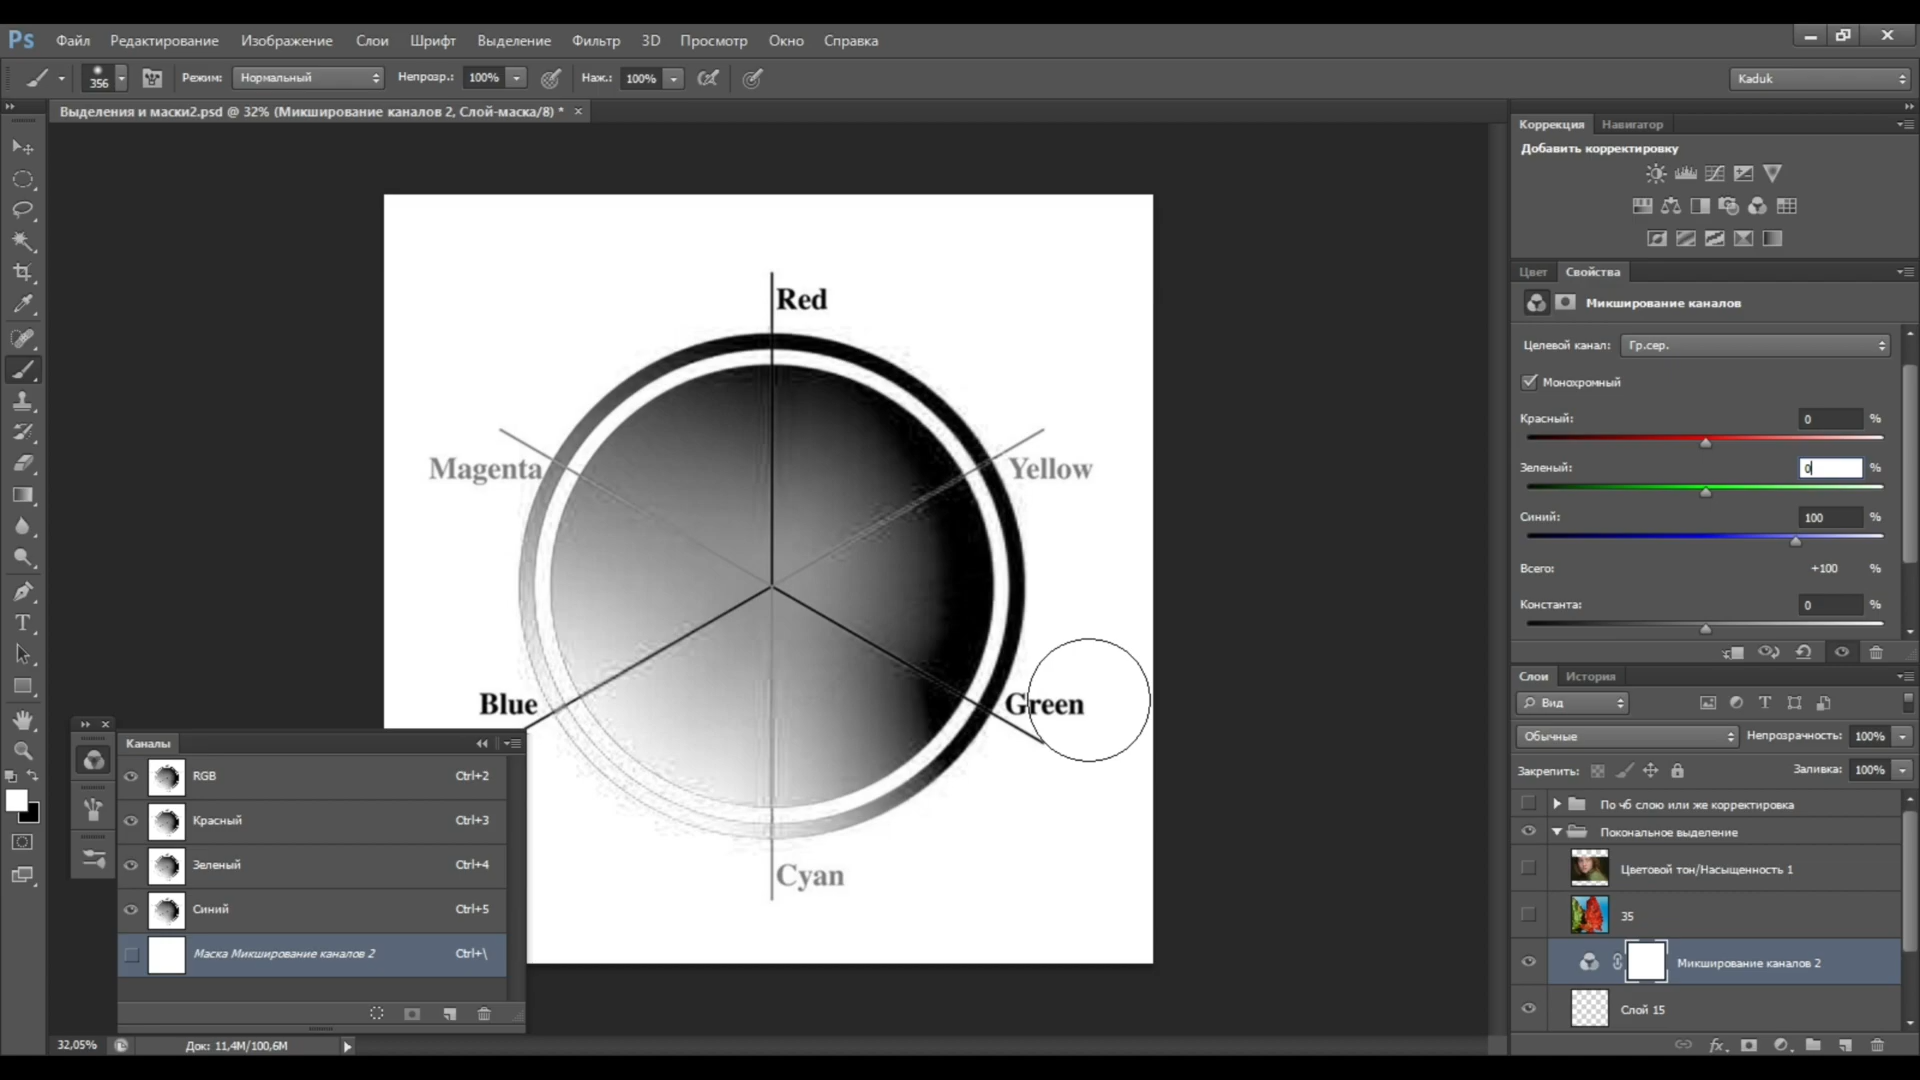 Ps Файл Редактирование Изображение Слои Шрифт Выделение Фильтр 3D Просмотр Окно Справка
356 Режим: Нормальный Непрозр.: 100% Наж.: 100% Kaduk
Выделения и маски2.psd @ 32% (Микширование каналов 2, Слой-маска/8) * ×
Коррекция Навигатор
Добавить корректировку
Цвет Свойства
Микширование каналов
Целевой канал: Гр.сер.
Монохромный
Красный: 0 %
Зеленый: 0 %
Синий: 100 %
Всего: +100 %
Константа: 0 %
Red
Magenta
Yellow
Blue
Green
Cyan
Каналы
RGB Ctrl+2
Красный Ctrl+3
Зеленый Ctrl+4
Синий Ctrl+5
Маска Микширование каналов 2 Ctrl+\
Слои История
Вид
Обычные Непрозрачность: 100%
Закрепить: Заливка: 100%
По чб слою или же корректировка
Поканальное выделение
Цветовой тон/Насыщенность 1
35
Микширование каналов 2
Слой 15
fx
32,05% Док: 11,4M/100,6M